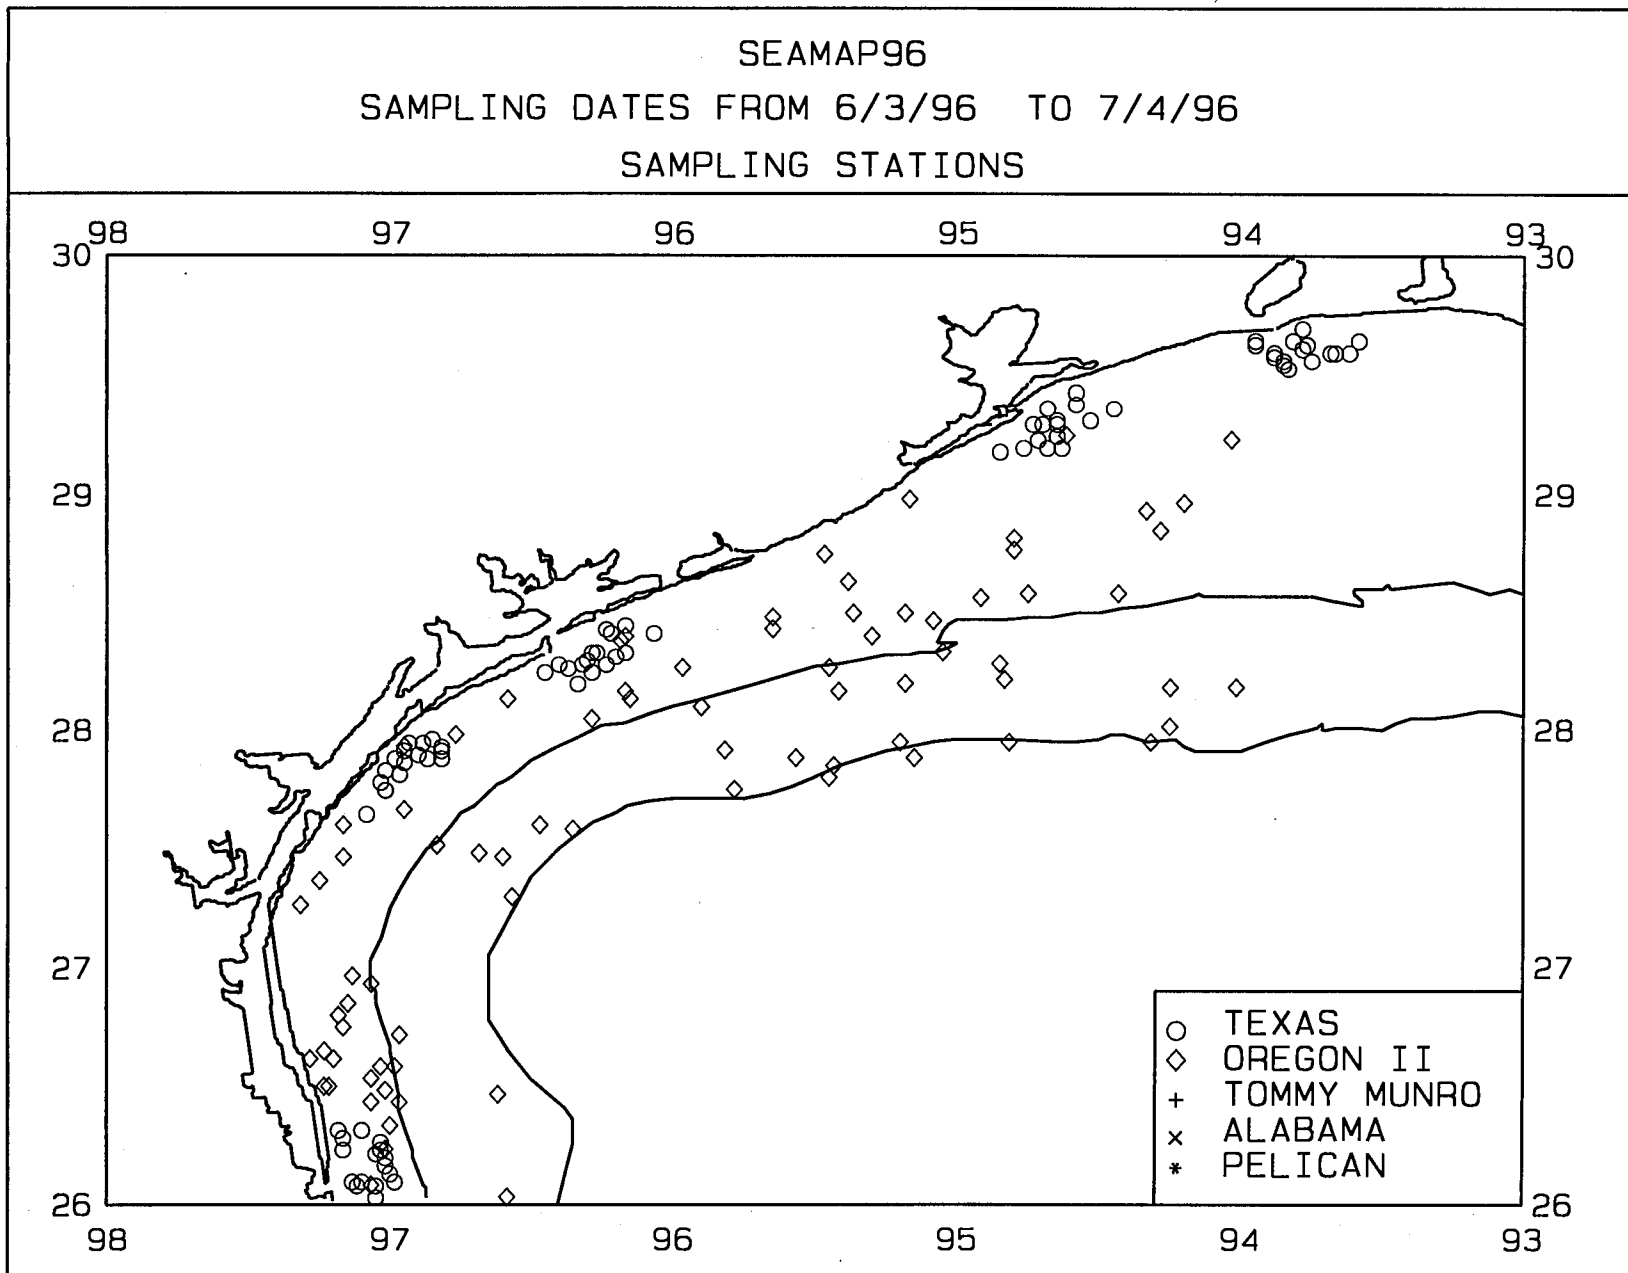 SEAMAP96
SAMPLING DATES FROM 6/3/96 TO 7/4/96
SAMPLING STATIONS
98 97 96 95 94 93
30 30
29 29
28 28
27 27
TEXAS
OREGON II
TOMMY MUNRO
ALABAMA
PELICAN
26 26
98 97 96 95 94 93